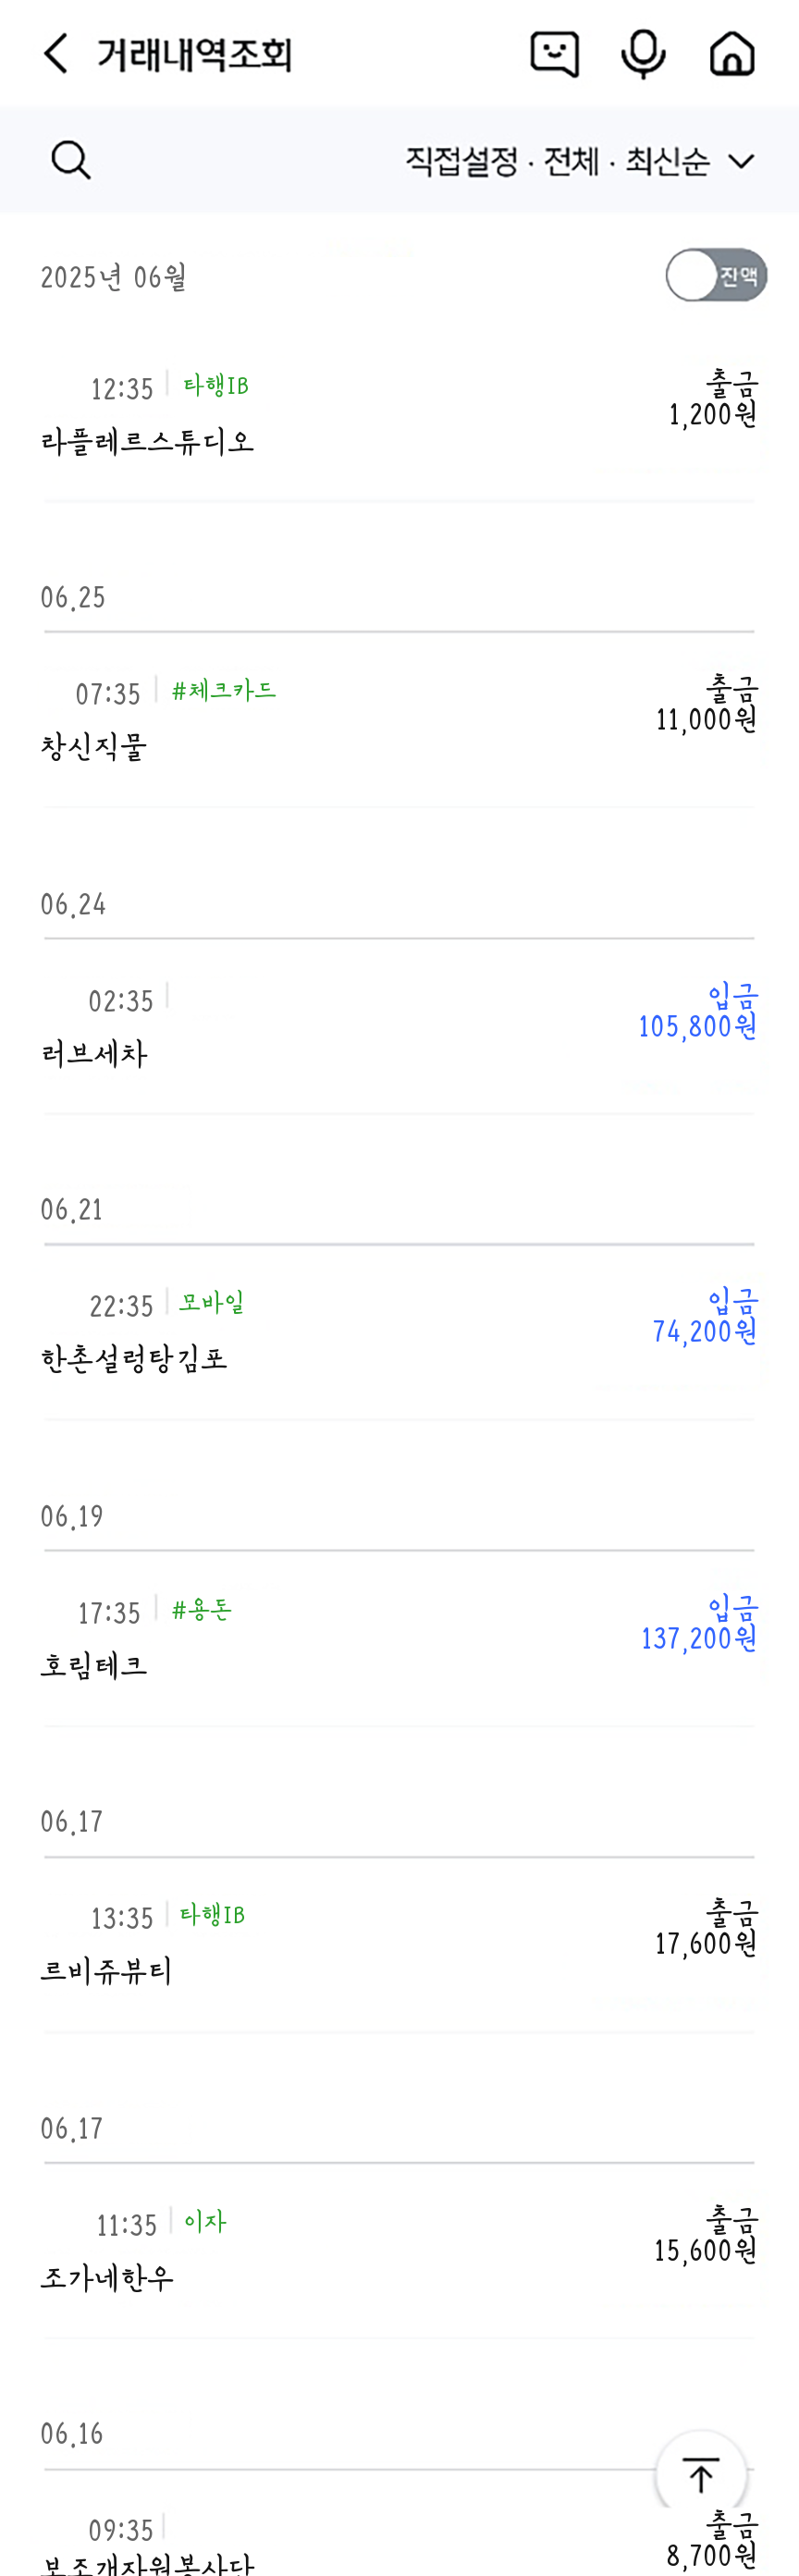 거래내역조회
직접설정 · 전체 · 최신순
2025년 06월
잔액
12:35 타행IB
출금
1,200원
라플레르스튜디오
06.25
07:35 #체크카드
출금
11,000원
창신직물
06.24
02:35
입금
105,800원
러브세차
06.21
22:35 모바일
입금
74,200원
한촌설렁탕김포
06.19
17:35 #용돈
입금
137,200원
호림테크
06.17
13:35 타행IB
출금
17,600원
르비쥬뷰티
06.17
11:35 이자
출금
15,600원
조가네한우
06.16
09:35
출금
8,700원